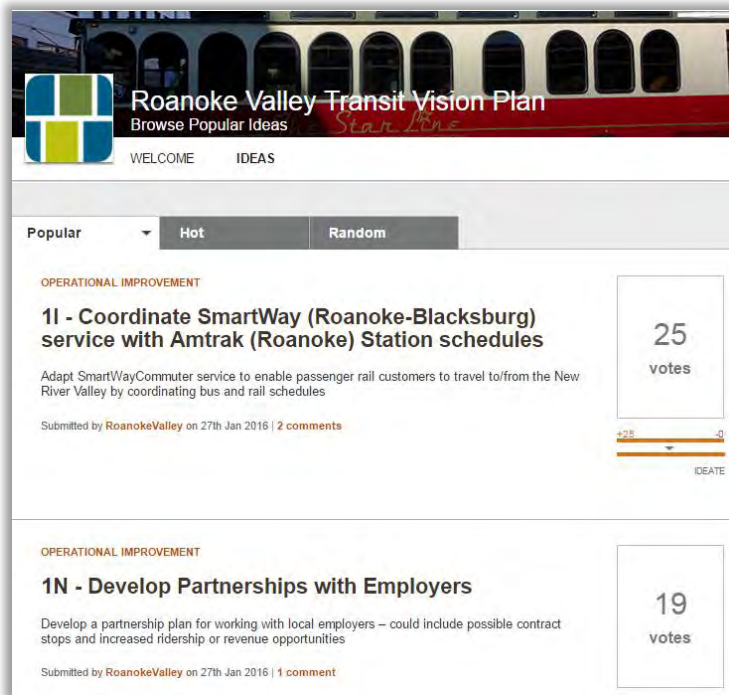 Roanoke Valley Transit Vision Plan
Browse Popular Ideas
Star Line
WELCOME IDEAS
Popular Hot Random
OPERATIONAL IMPROVEMENT
1I - Coordinate SmartWay (Roanoke-Blacksburg)
service with Amtrak (Roanoke) Station schedules
25
votes
Adapt SmartWayCommuter service to enable passenger rail customers to travel to/from the New
River Valley by coordinating bus and rail schedules
Submitted by RoanokeValley on 27th Jan 2016 | 2 comments
+25 -0
IDEATE
OPERATIONAL IMPROVEMENT
1N - Develop Partnerships with Employers
19
votes
Develop a partnership plan for working with local employers – could include possible contract
stops and increased ridership or revenue opportunities
Submitted by RoanokeValley on 27th Jan 2016 | 1 comment